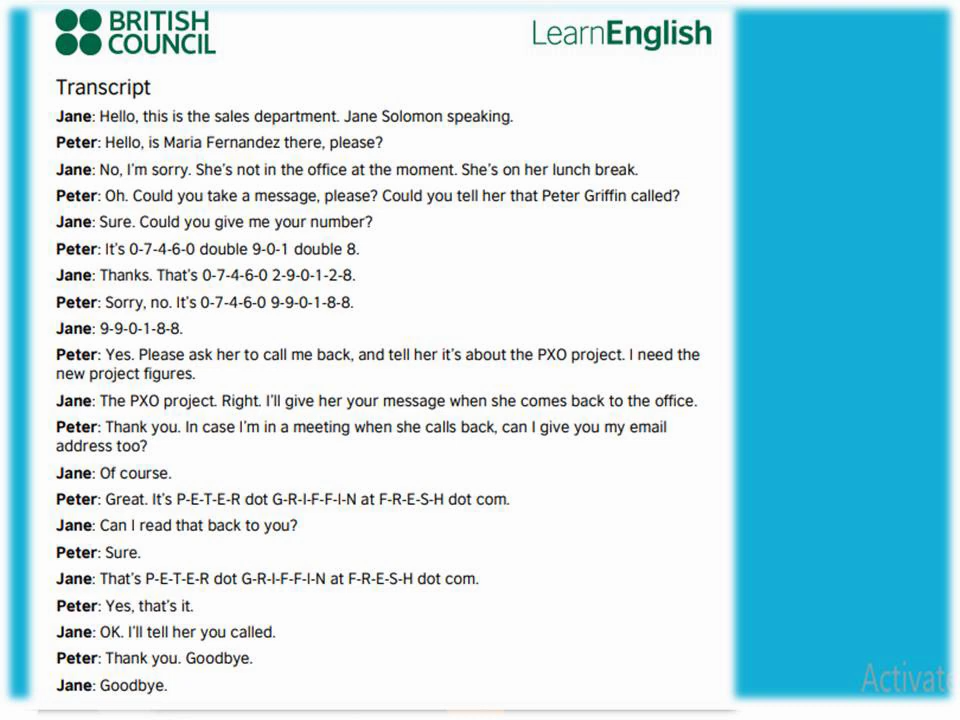 BRITISH
COUNCIL
LearnEnglish
Transcript
Jane: Hello, this is the sales department. Jane Solomon speaking.
Peter: Hello, is Maria Fernandez there, please?
Jane: No, I'm sorry. She's not in the office at the moment. She's on her lunch break.
Peter: Oh. Could you take a message, please? Could you tell her that Peter Griffin called?
Jane: Sure. Could you give me your number?
Peter: It's 0-7-4-6-0 double 9-0-1 double 8.
Jane: Thanks. That's 0-7-4-6-0 2-9-0-1-2-8.
Peter: Sorry, no. It's 0-7-4-6-0 9-9-0-1-8-8.
Jane: 9-9-0-1-8-8.
Peter: Yes. Please ask her to call me back, and tell her it's about the PXO project. I need the
new project figures.
Jane: The PXO project. Right. I'll give her your message when she comes back to the office.
Peter: Thank you. In case I'm in a meeting when she calls back, can I give you my email
address too?
Jane: Of course.
Peter: Great. It's P-E-T-E-R dot G-R-I-F-F-I-N at F-R-E-S-H dot com.
Jane: Can I read that back to you?
Peter: Sure.
Jane: That's P-E-T-E-R dot G-R-I-F-F-I-N at F-R-E-S-H dot com.
Peter: Yes, that's it.
Jane: OK. I'll tell her you called.
Peter: Thank you. Goodbye.
Jane: Goodbye.
Activate